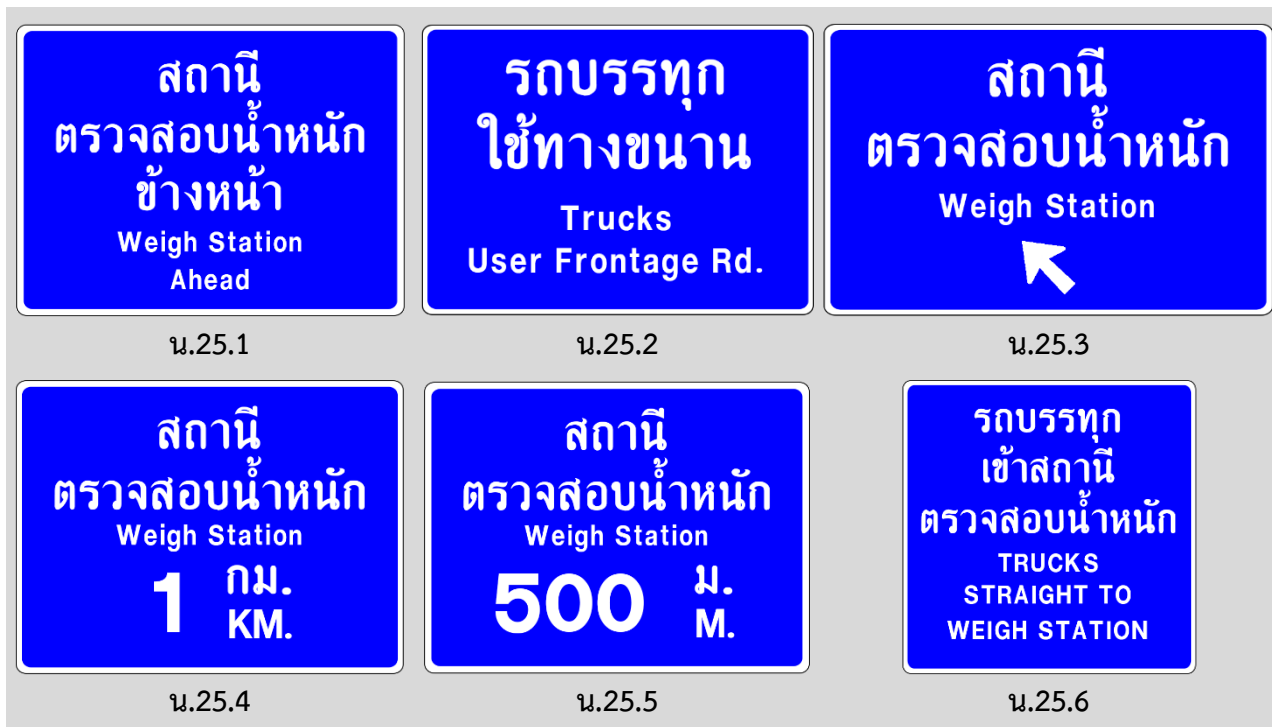 สถานี
ตรวจสอบน้ำหนัก
ข้างหน้า
Weigh Station
Ahead
น.25.1
รถบรรทุก
ใช้ทางขนาน
Trucks
User Frontage Rd.
น.25.2
สถานี
ตรวจสอบน้ำหนัก
Weigh Station
น.25.3
สถานี
ตรวจสอบน้ำหนัก
Weigh Station
1 กม.
KM.
น.25.4
สถานี
ตรวจสอบน้ำหนัก
Weigh Station
500 ม.
M.
น.25.5
รถบรรทุก
เข้าสถานี
ตรวจสอบน้ำหนัก
TRUCKS
STRAIGHT TO
WEIGH STATION
น.25.6